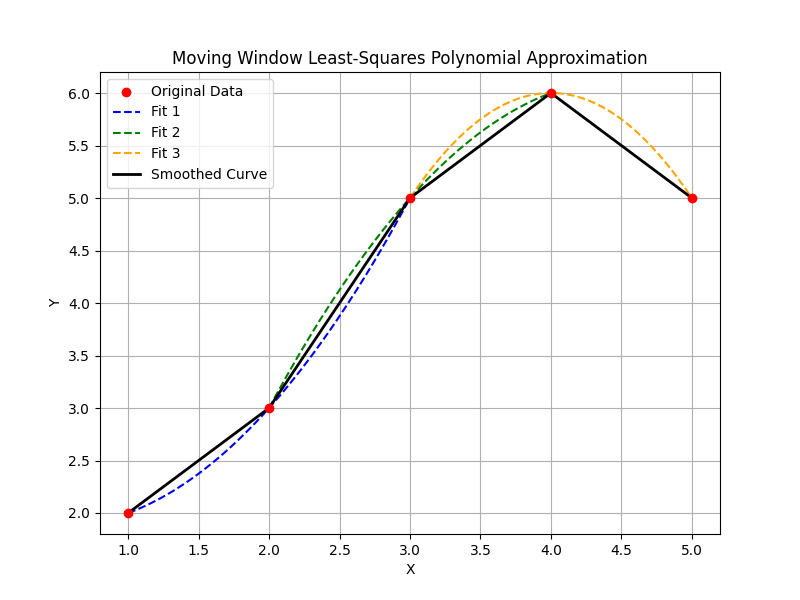 Moving Window Least-Squares Polynomial Approximation
Original Data
Fit 1
Fit 2
Fit 3
Smoothed Curve
6.0
5.5
5.0
4.5
4.0
3.5
3.0
2.5
2.0
Y
1.0 1.5 2.0 2.5 3.0 3.5 4.0 4.5 5.0
X